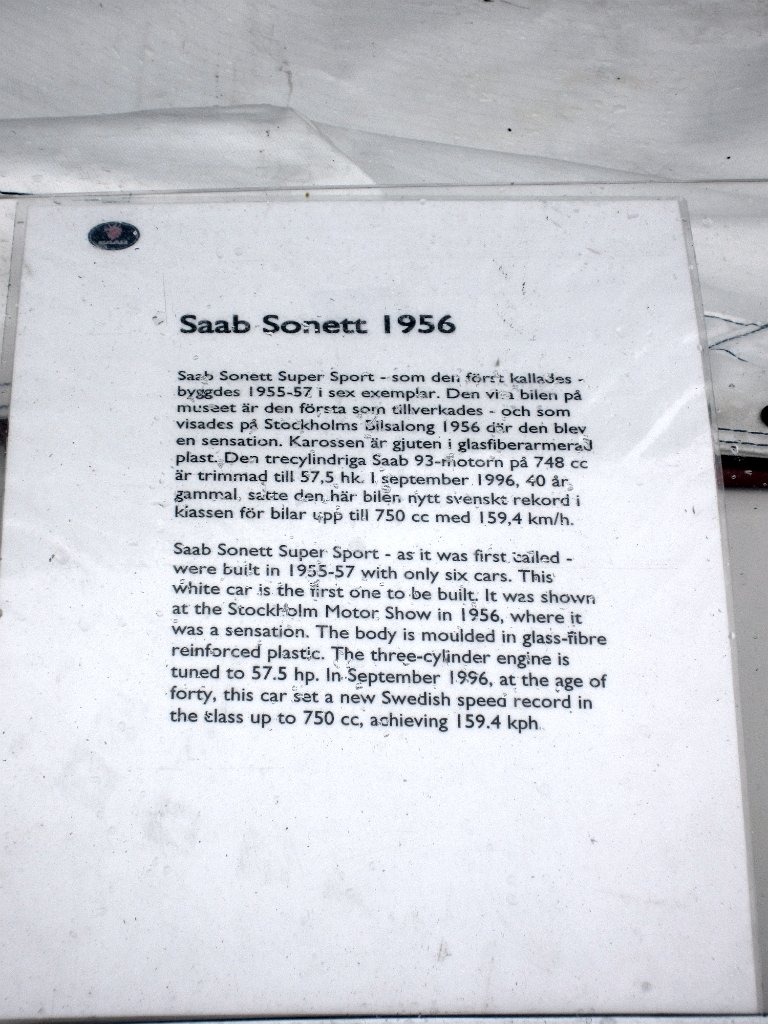 Saab Sonett 1956
Saab Sonett Super Sport - som den först kallades -
byggdes 1955-57 i sex exemplar. Den vita bilen på
museet är den första som tillverkades - och som
visades på Stockholms Bilsalong 1956 där den blev
en sensation. Karossen är gjuten i glasfiberarmerad
plast. Den trecylindriga Saab 93-motorn på 748 cc
är trimmad till 57,5 hk. I september 1996, 40 år
gammal, satte den här bilen nytt svenskt rekord i
klassen för bilar upp till 750 cc med 159,4 km/h.
Saab Sonett Super Sport - as it was first called -
were built in 1955-57 with only six cars. This
white car is the first one to be built. It was shown
at the Stockholm Motor Show in 1956, where it
was a sensation. The body is moulded in glass-fibre
reinforced plastic. The three-cylinder engine is
tuned to 57.5 hp. In September 1996, at the age of
forty, this car set a new Swedish speed record in
the class up to 750 cc, achieving 159.4 kph